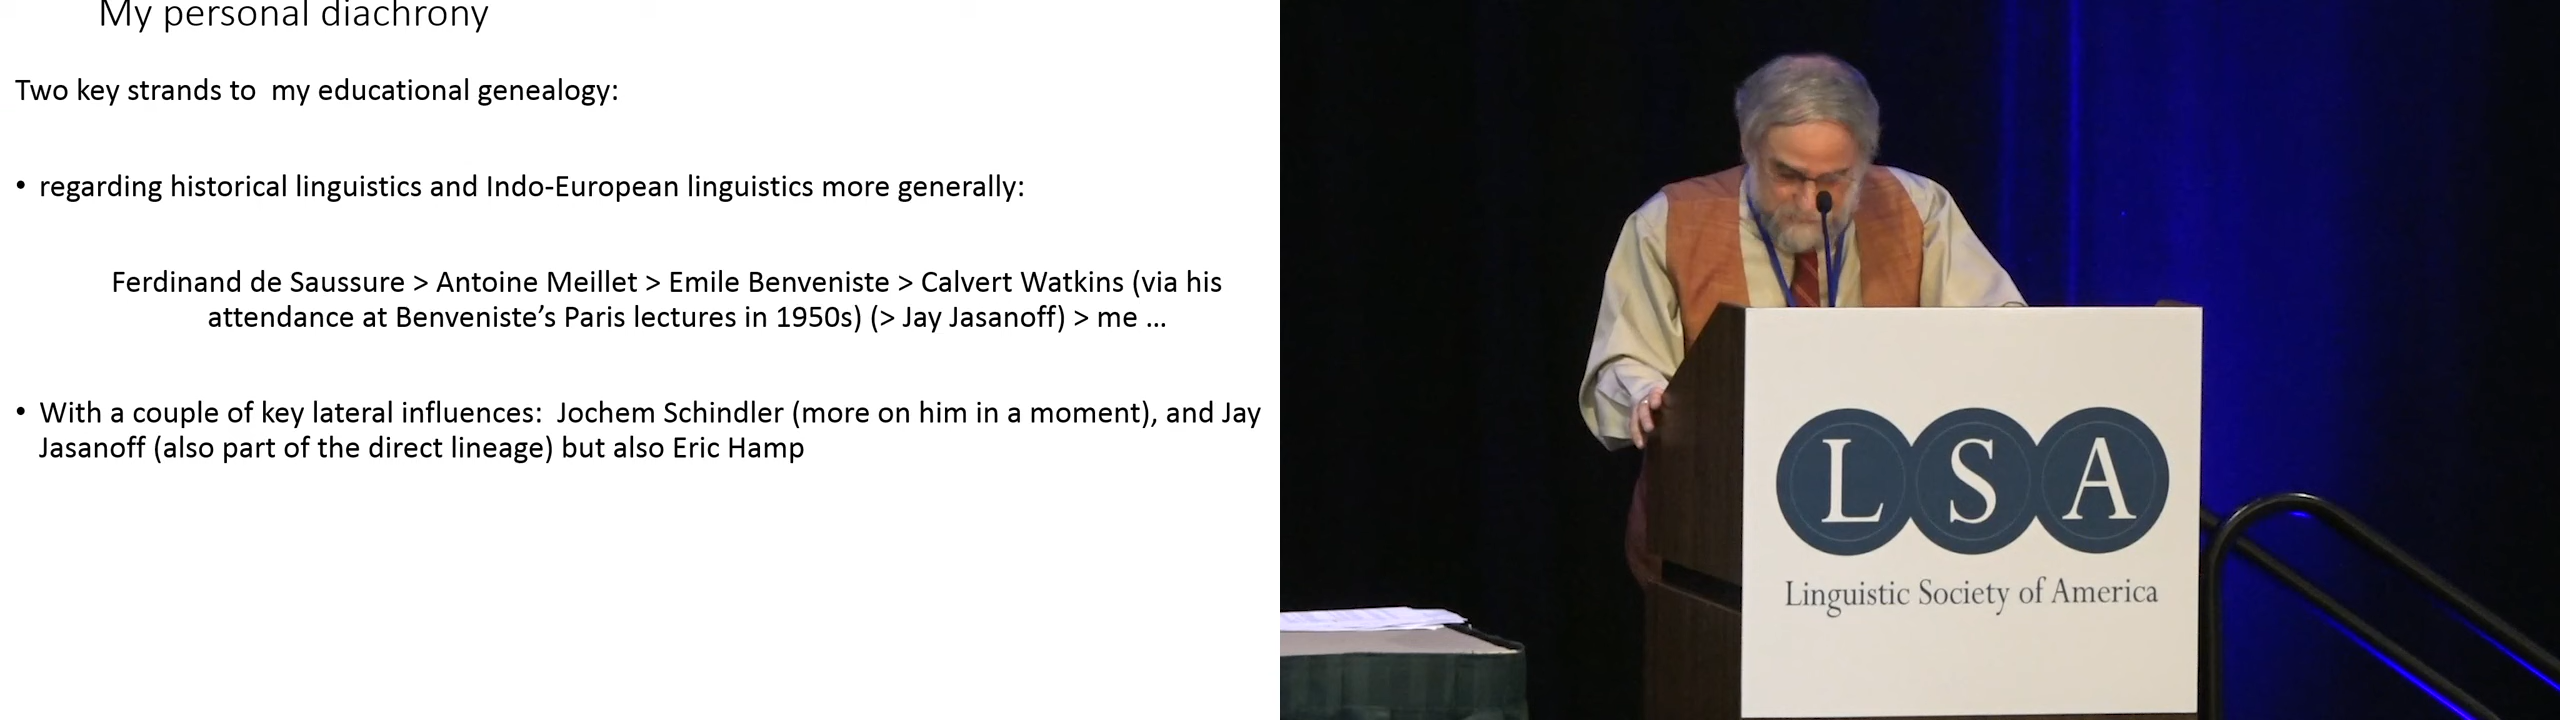 My personal diachrony
Two key strands to  my educational genealogy:
• regarding historical linguistics and Indo-European linguistics more generally:
Ferdinand de Saussure > Antoine Meillet > Emile Benveniste > Calvert Watkins (via his
attendance at Benveniste’s Paris lectures in 1950s) (> Jay Jasanoff) > me ...
• With a couple of key lateral influences:  Jochem Schindler (more on him in a moment), and Jay
Jasanoff (also part of the direct lineage) but also Eric Hamp
LSA
Linguistic Society of America